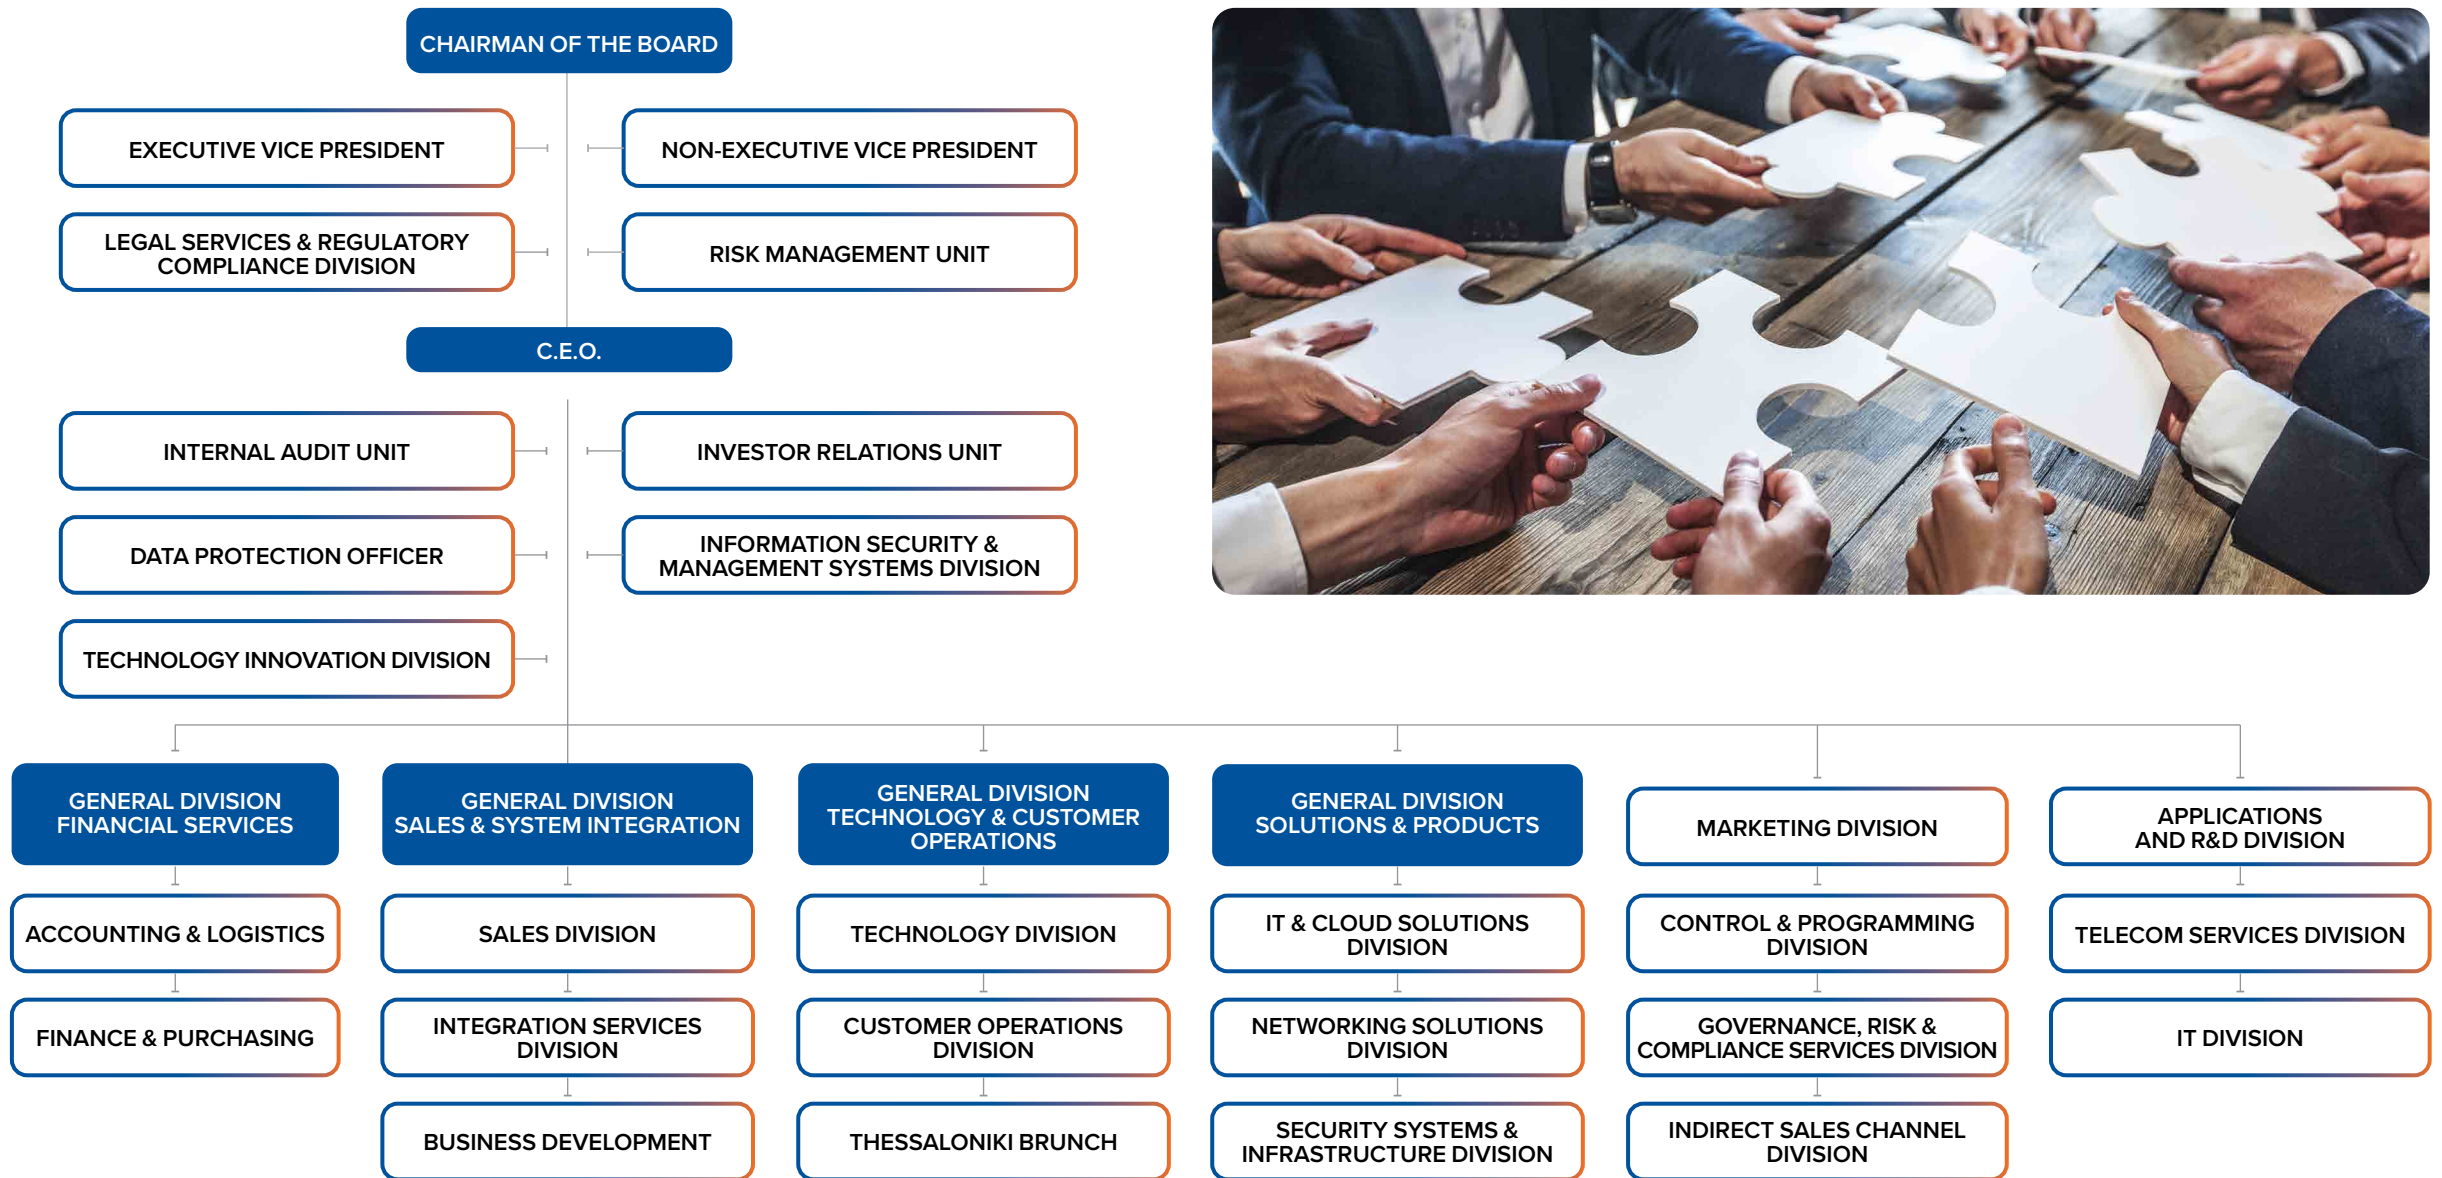 CHAIRMAN OF THE BOARD
EXECUTIVE VICE PRESIDENT
NON-EXECUTIVE VICE PRESIDENT
LEGAL SERVICES & REGULATORY
COMPLIANCE DIVISION
RISK MANAGEMENT UNIT
C.E.O.
INTERNAL AUDIT UNIT
INVESTOR RELATIONS UNIT
DATA PROTECTION OFFICER
INFORMATION SECURITY &
MANAGEMENT SYSTEMS DIVISION
TECHNOLOGY INNOVATION DIVISION
GENERAL DIVISION
FINANCIAL SERVICES
ACCOUNTING & LOGISTICS
FINANCE & PURCHASING
GENERAL DIVISION
SALES & SYSTEM INTEGRATION
SALES DIVISION
INTEGRATION SERVICES
DIVISION
BUSINESS DEVELOPMENT
GENERAL DIVISION
TECHNOLOGY & CUSTOMER
OPERATIONS
TECHNOLOGY DIVISION
CUSTOMER OPERATIONS
DIVISION
THESSALONIKI BRUNCH
GENERAL DIVISION
SOLUTIONS & PRODUCTS
IT & CLOUD SOLUTIONS
DIVISION
NETWORKING SOLUTIONS
DIVISION
SECURITY SYSTEMS &
INFRASTRUCTURE DIVISION
MARKETING DIVISION
CONTROL & PROGRAMMING
DIVISION
GOVERNANCE, RISK &
COMPLIANCE SERVICES DIVISION
INDIRECT SALES CHANNEL
DIVISION
APPLICATIONS
AND R&D DIVISION
TELECOM SERVICES DIVISION
IT DIVISION